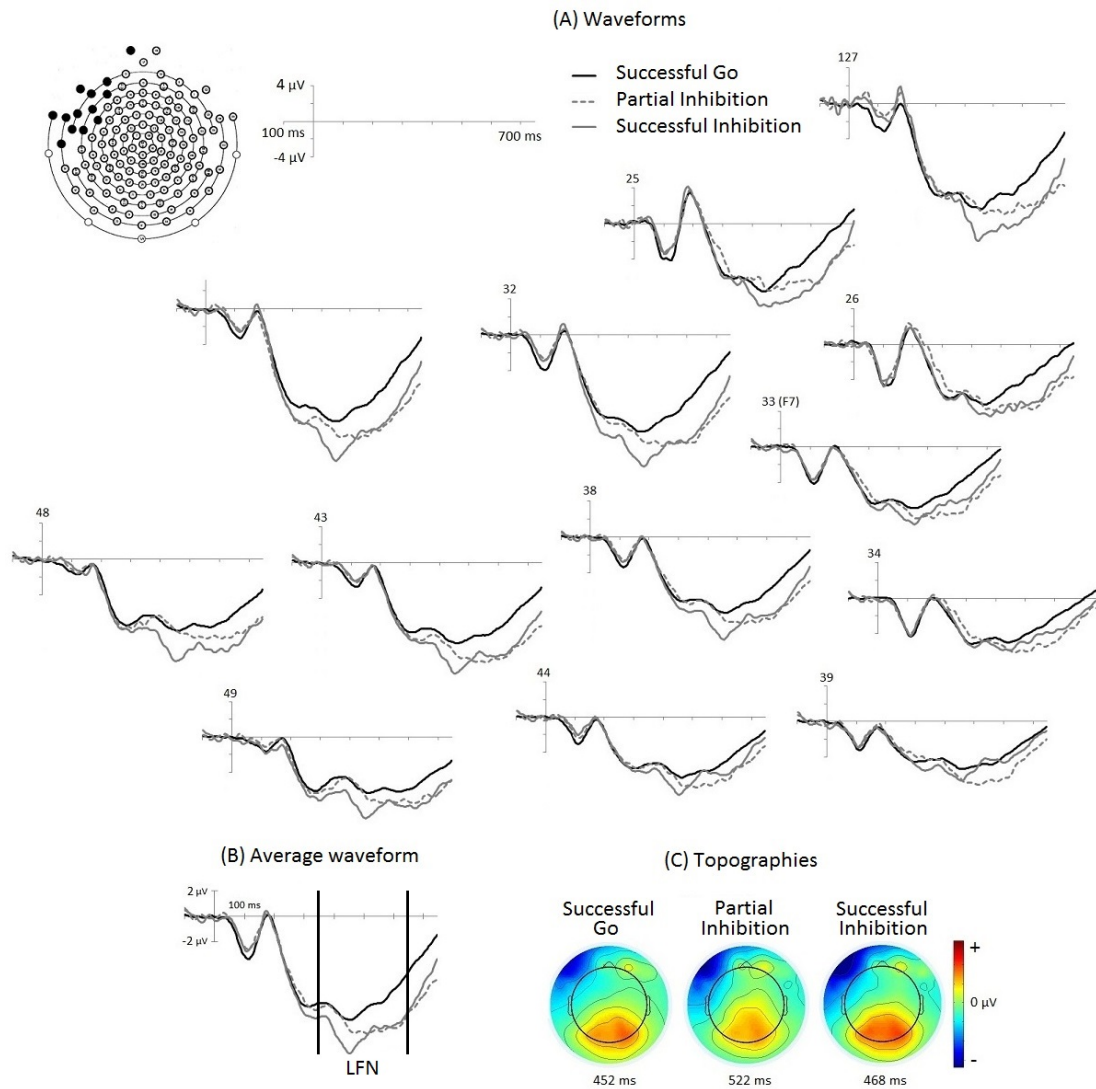 (A) Waveforms
4 µV
100 ms
700 ms
-4 µV
Successful Go
Partial Inhibition
Successful Inhibition
127
25
32
26
33 (F7)
38
48
43
34
49
44
39
(B) Average waveform
2 µV
100 ms
-2 µV
LFN
(C) Topographies
Successful
Go
Partial
Inhibition
Successful
Inhibition
+
0 µV
-
452 ms
522 ms
468 ms